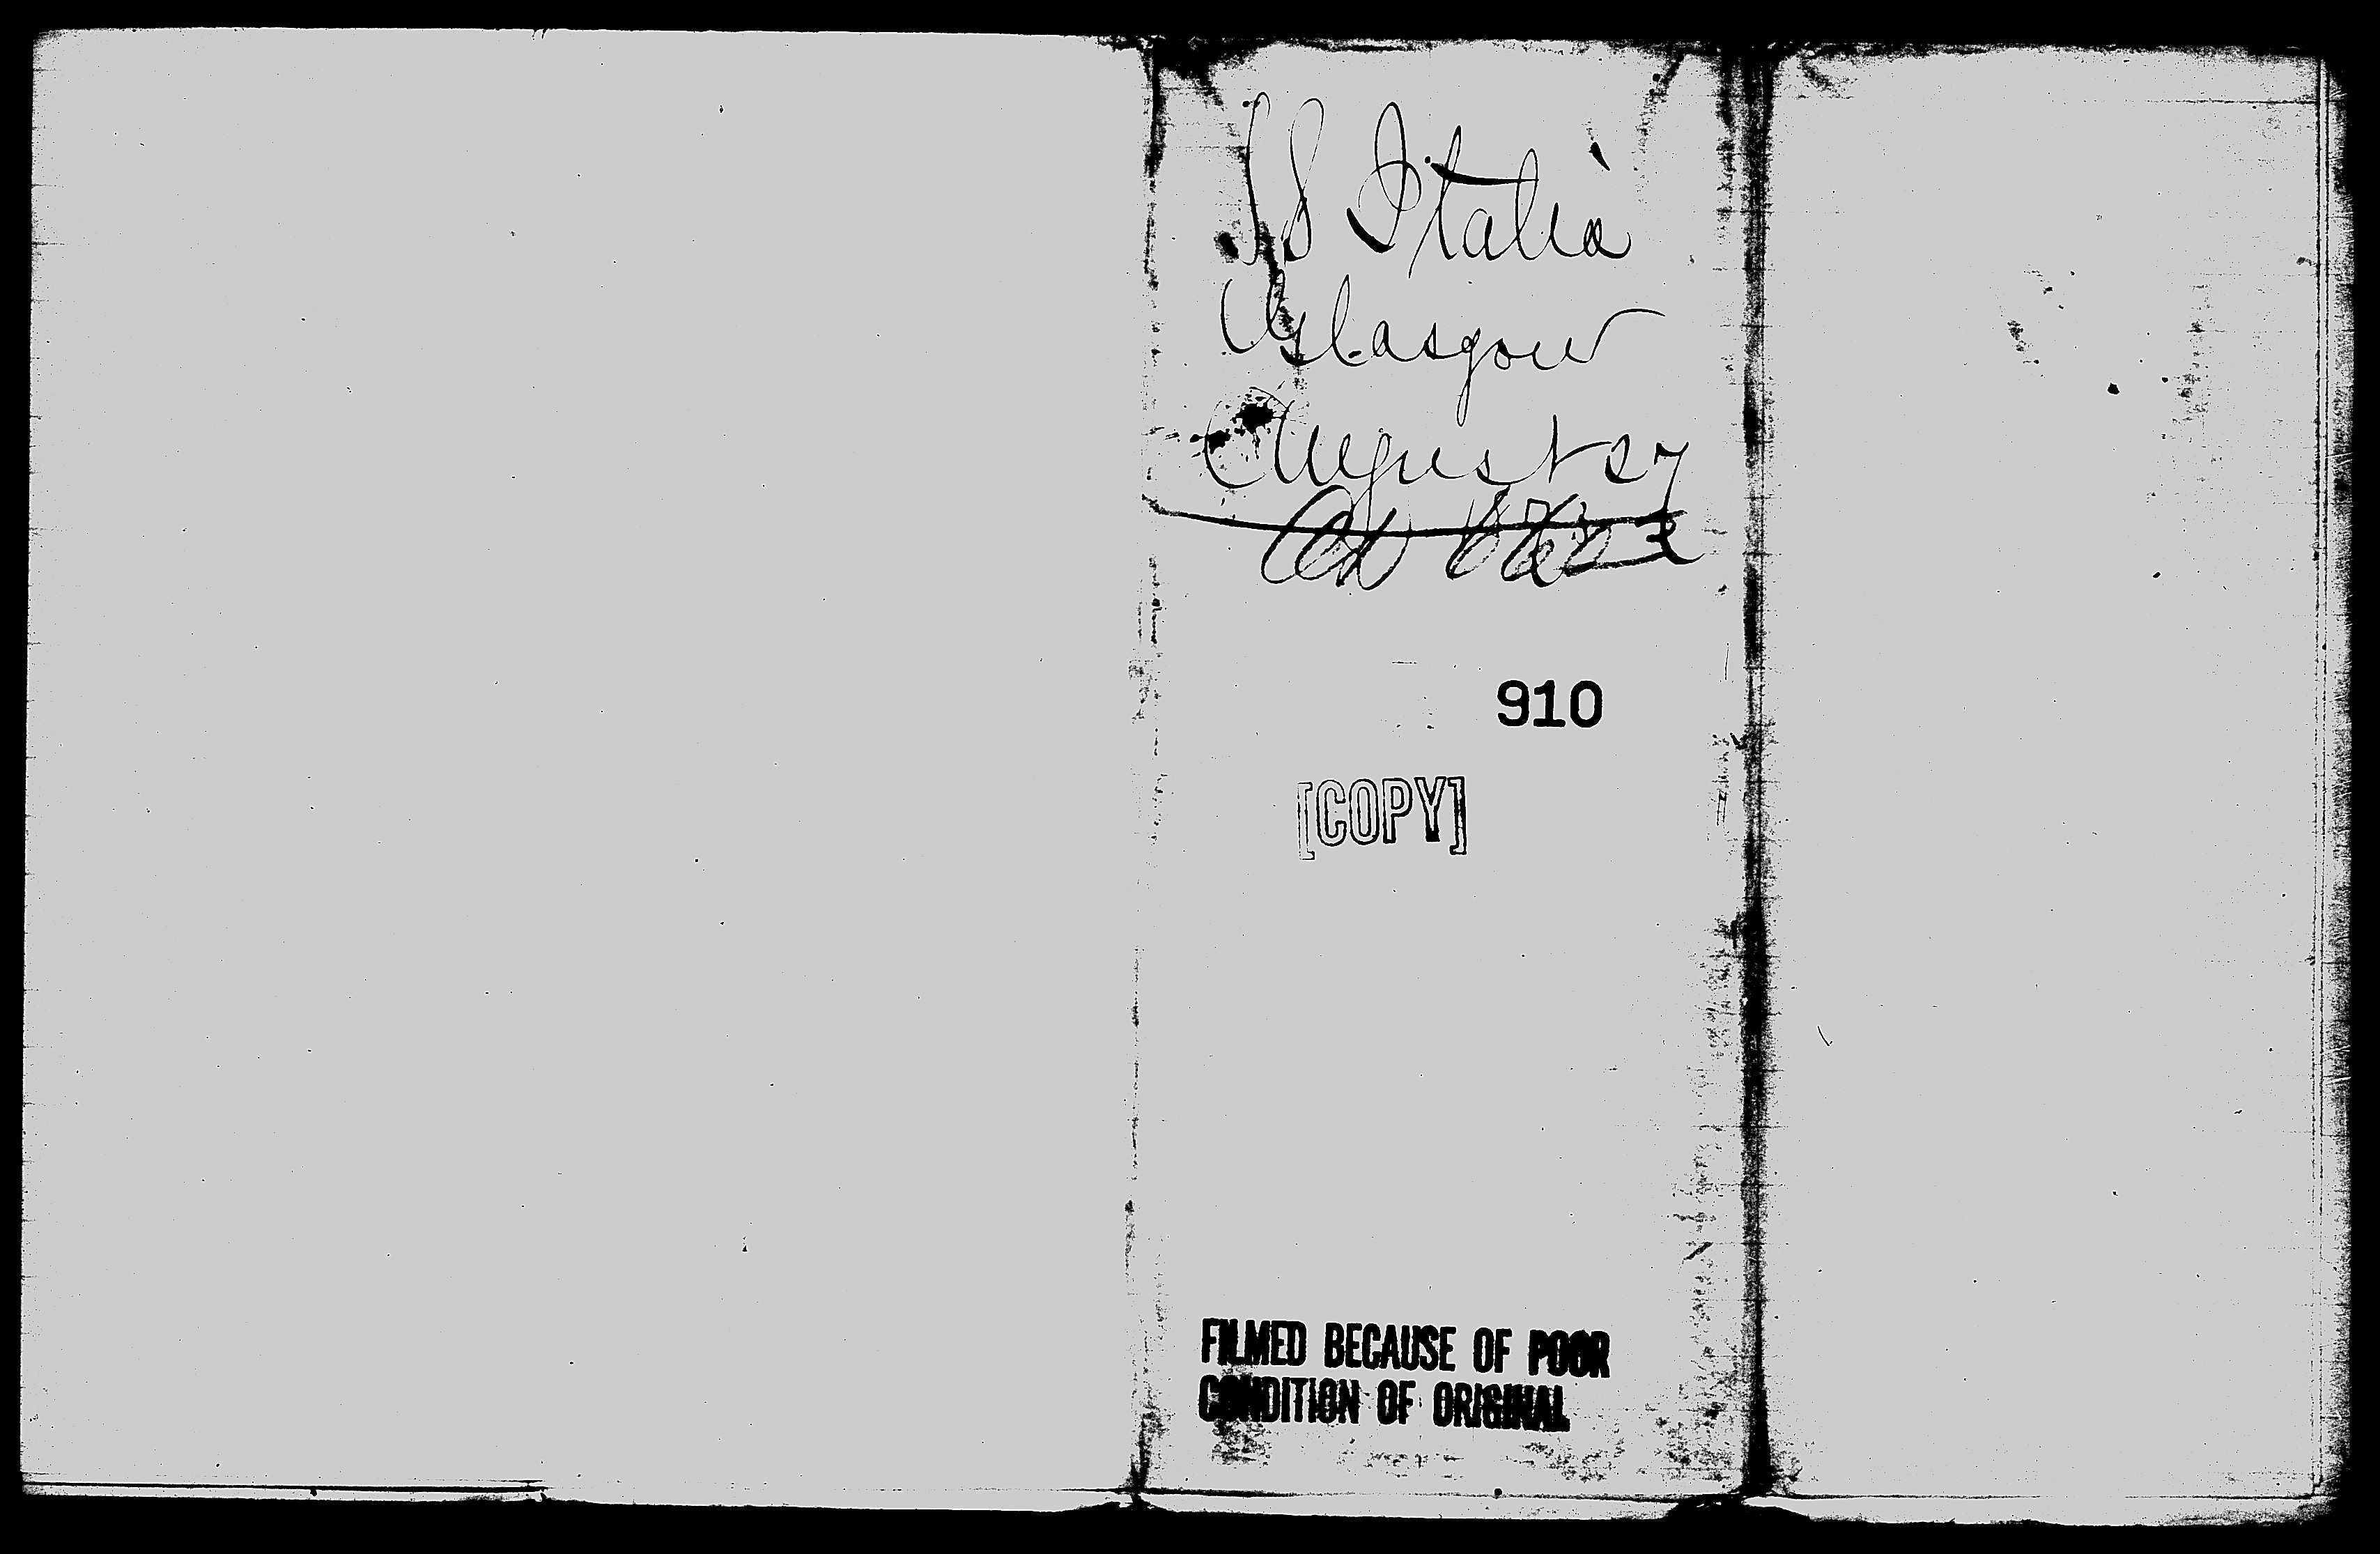 SS Italia
Glasgow
August 27
910
[COPY]
FILMED BECAUSE OF POOR
CONDITION OF ORIGINAL